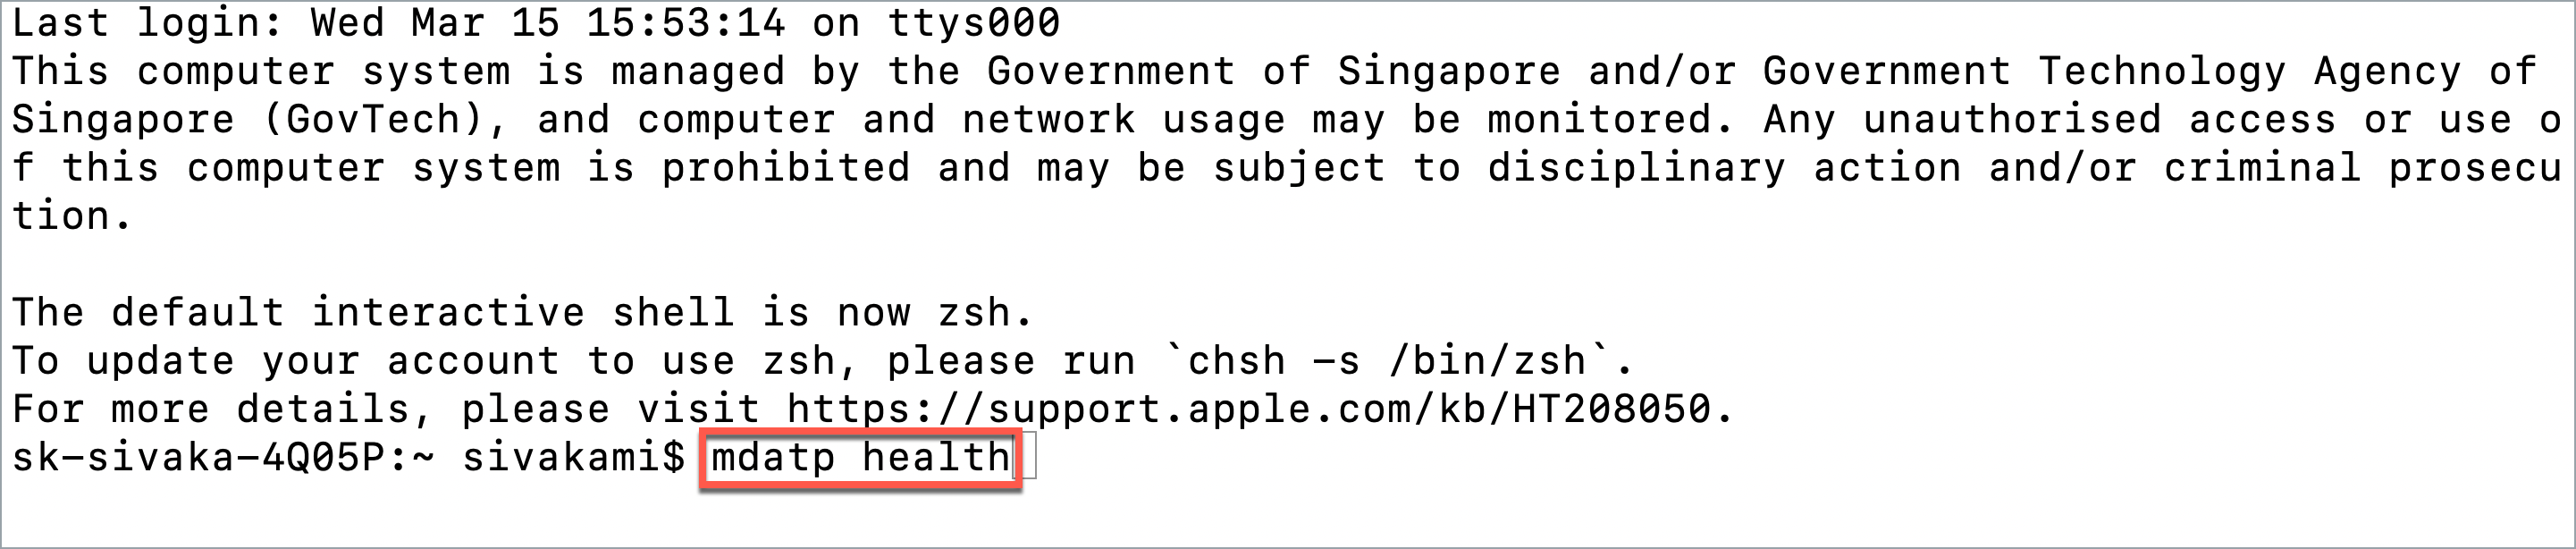 Last login: Wed Mar 15 15:53:14 on ttys000
This computer system is managed by the Government of Singapore and/or Government Technology Agency of
Singapore (GovTech), and computer and network usage may be monitored. Any unauthorised access or use o
f this computer system is prohibited and may be subject to disciplinary action and/or criminal prosecu
tion.
The default interactive shell is now zsh.
To update your account to use zsh, please run `chsh -s /bin/zsh`.
For more details, please visit https://support.apple.com/kb/HT208050.
sk-sivaka-4Q05P:~ sivakami$ mdatp health